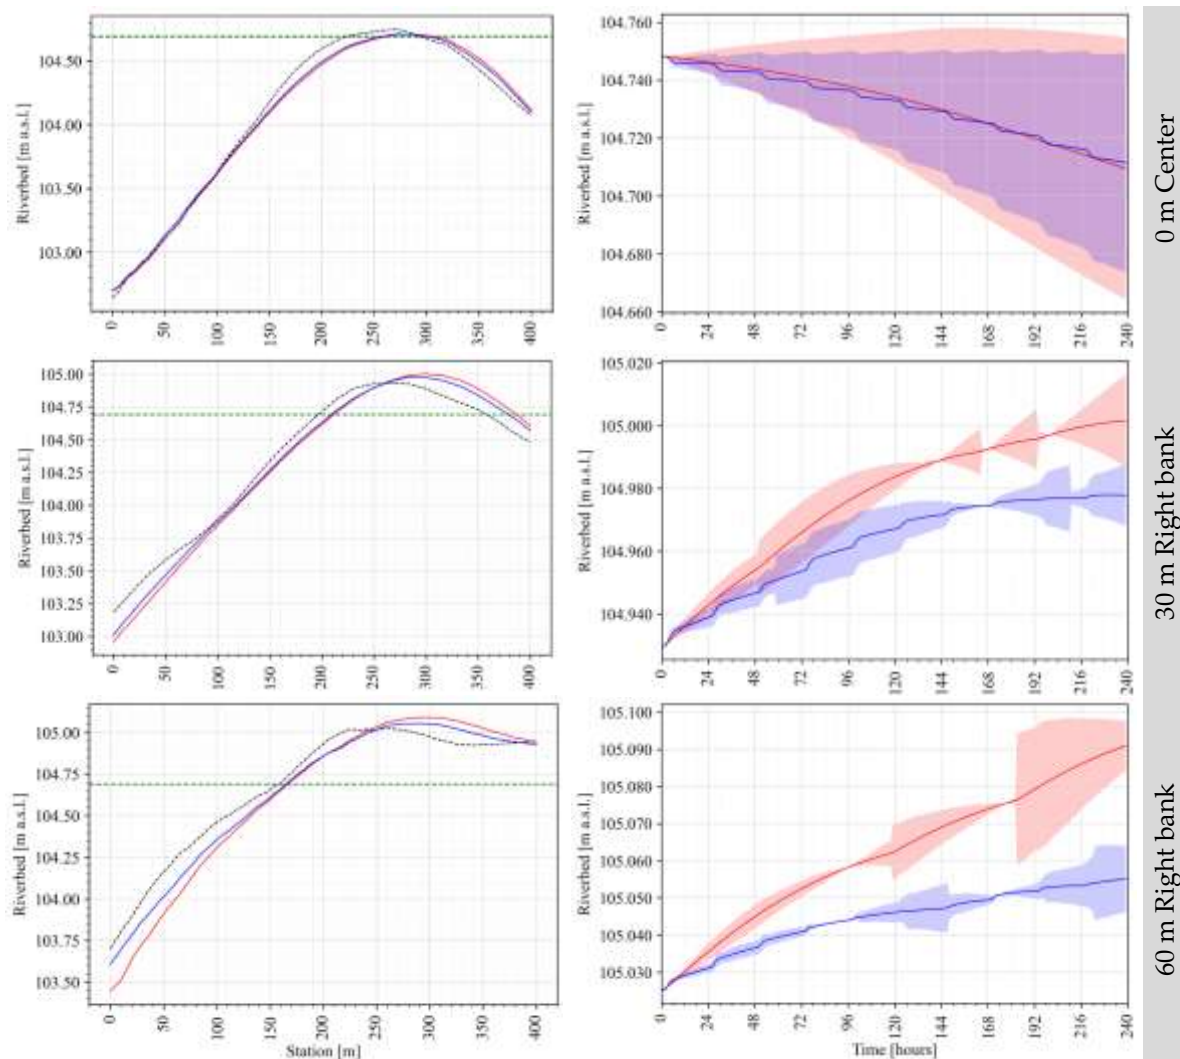 Riverbed [m a.s.l.]
104.50
104.00
103.50
103.00
0 50 100 150 200 250 300 350 400
Riverbed [m a.s.l.]
104.760
104.740
104.720
104.700
104.680
104.660
0 24 48 72 96 120 144 168 192 216 240
0 m Center
Riverbed [m a.s.l.]
105.00
104.75
104.50
104.25
104.00
103.75
103.50
103.25
103.00
0 50 100 150 200 250 300 350 400
Riverbed [m a.s.l.]
105.020
105.000
104.980
104.960
104.940
0 24 48 72 96 120 144 168 192 216 240
30 m Right bank
Riverbed [m a.s.l.]
105.00
104.75
104.50
104.25
104.00
103.75
103.50
0 50 100 150 200 250 300 350 400
Station [m]
Riverbed [m a.s.l.]
105.100
105.090
105.080
105.070
105.060
105.050
105.040
105.030
0 24 48 72 96 120 144 168 192 216 240
Time [hours]
60 m Right bank